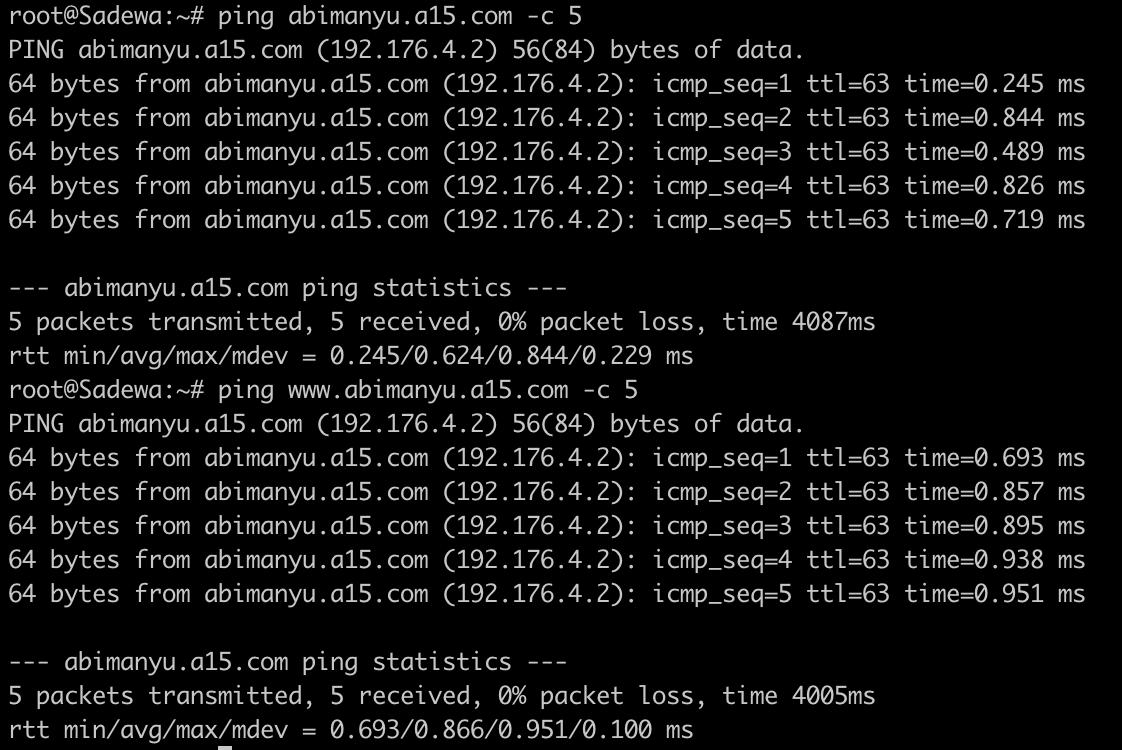 root@Sadewa:~# ping abimanyu.a15.com -c 5
PING abimanyu.a15.com (192.176.4.2) 56(84) bytes of data.
64 bytes from abimanyu.a15.com (192.176.4.2): icmp_seq=1 ttl=63 time=0.245 ms
64 bytes from abimanyu.a15.com (192.176.4.2): icmp_seq=2 ttl=63 time=0.844 ms
64 bytes from abimanyu.a15.com (192.176.4.2): icmp_seq=3 ttl=63 time=0.489 ms
64 bytes from abimanyu.a15.com (192.176.4.2): icmp_seq=4 ttl=63 time=0.826 ms
64 bytes from abimanyu.a15.com (192.176.4.2): icmp_seq=5 ttl=63 time=0.719 ms

--- abimanyu.a15.com ping statistics ---
5 packets transmitted, 5 received, 0% packet loss, time 4087ms
rtt min/avg/max/mdev = 0.245/0.624/0.844/0.229 ms
root@Sadewa:~# ping www.abimanyu.a15.com -c 5
PING abimanyu.a15.com (192.176.4.2) 56(84) bytes of data.
64 bytes from abimanyu.a15.com (192.176.4.2): icmp_seq=1 ttl=63 time=0.693 ms
64 bytes from abimanyu.a15.com (192.176.4.2): icmp_seq=2 ttl=63 time=0.857 ms
64 bytes from abimanyu.a15.com (192.176.4.2): icmp_seq=3 ttl=63 time=0.895 ms
64 bytes from abimanyu.a15.com (192.176.4.2): icmp_seq=4 ttl=63 time=0.938 ms
64 bytes from abimanyu.a15.com (192.176.4.2): icmp_seq=5 ttl=63 time=0.951 ms

--- abimanyu.a15.com ping statistics ---
5 packets transmitted, 5 received, 0% packet loss, time 4005ms
rtt min/avg/max/mdev = 0.693/0.866/0.951/0.100 ms